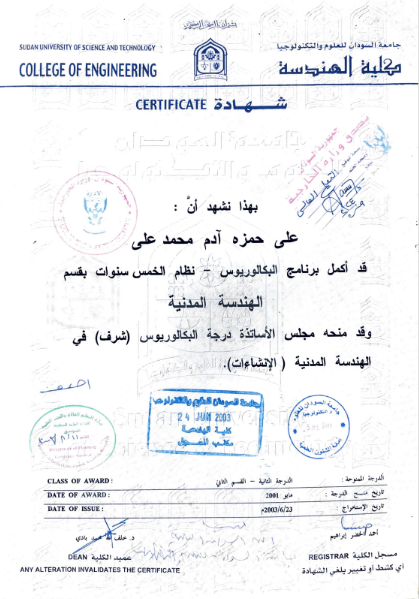 بسم الله الرحمن الرحيم
SUDAN UNIVERSITY OF SCIENCE AND TECHNOLOGY
جامعة السودان للعلوم والتكنولوجيا
COLLEGE OF ENGINEERING
كلية الهندسة
CERTIFICATE شهادة
بهذا نشهد أنَّ :
على حمزه آدم محمد على
قد أكمل برنامج البكالوريوس - نظام الخمس سنوات بقسم
الهندسة المدنية
وقد منحه مجلس الأساتذة درجة البكالوريوس (شرف) في
الهندسة المدنية ( الإنشاءات).
جامعة السودان للعلوم والتكنولوجيا
24 JUN 2003
كلية الهندسة
مكتب المسجل
CLASS OF AWARD :
الدرجة الثانية - القسم الثاني
الدرجة الممنوحة :
DATE OF AWARD :
مايو 2001
تاريخ منح الدرجة :
DATE OF ISSUE :
2003/6/23م
تاريخ الإستخراج :
أحمد الخضر إبراهيم
DEAN عميد الكلية
REGISTRAR مسجل الكلية
ANY ALTERATION INVALIDATES THE CERTIFICATE
أي كشط او تغيير يلغي الشهادة